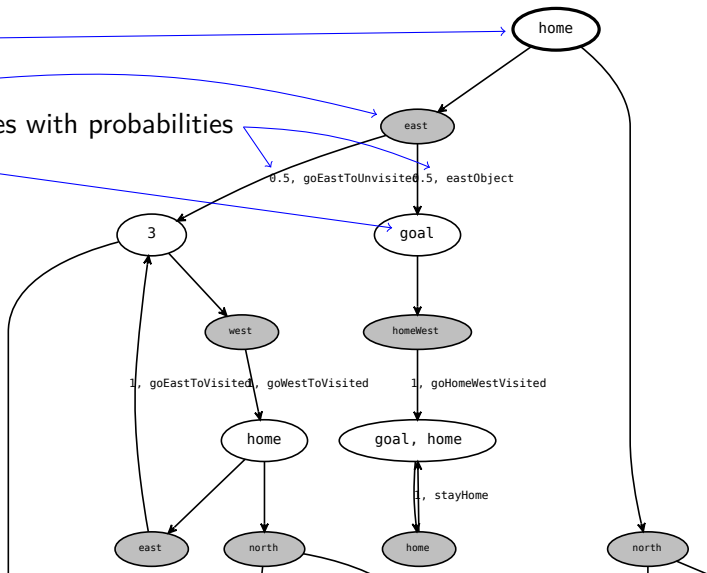 home
east
es with probabilities
0.5, goEastToUnvisited
0.5, eastObject
3
goal
west
homeWest
1, goEastToVisited
1, goWestToVisited
1, goHomeWestVisited
home
goal, home
1, stayHome
east
north
home
north